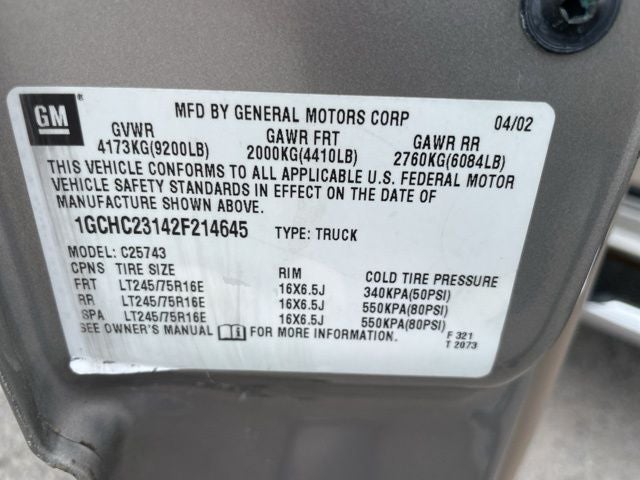 GM
MFD BY GENERAL MOTORS CORP 04/02
GVWR GAWR FRT GAWR RR
4173KG(9200LB) 2000KG(4410LB) 2760KG(6084LB)
THIS VEHICLE CONFORMS TO ALL APPLICABLE U.S. FEDERAL MOTOR
VEHICLE SAFETY STANDARDS IN EFFECT ON THE DATE OF
MANUFACTURE SHOWN ABOVE.
1GCHC23142F214645 TYPE: TRUCK
MODEL: C25743
CPNS TIRE SIZE RIM COLD TIRE PRESSURE
FRT LT245/75R16E 16X6.5J 340KPA(50PSI)
RR LT245/75R16E 16X6.5J 550KPA(80PSI)
SPA LT245/75R16E 16X6.5J 550KPA(80PSI)
SEE OWNER'S MANUAL FOR MORE INFORMATION.
F 321
T 2073